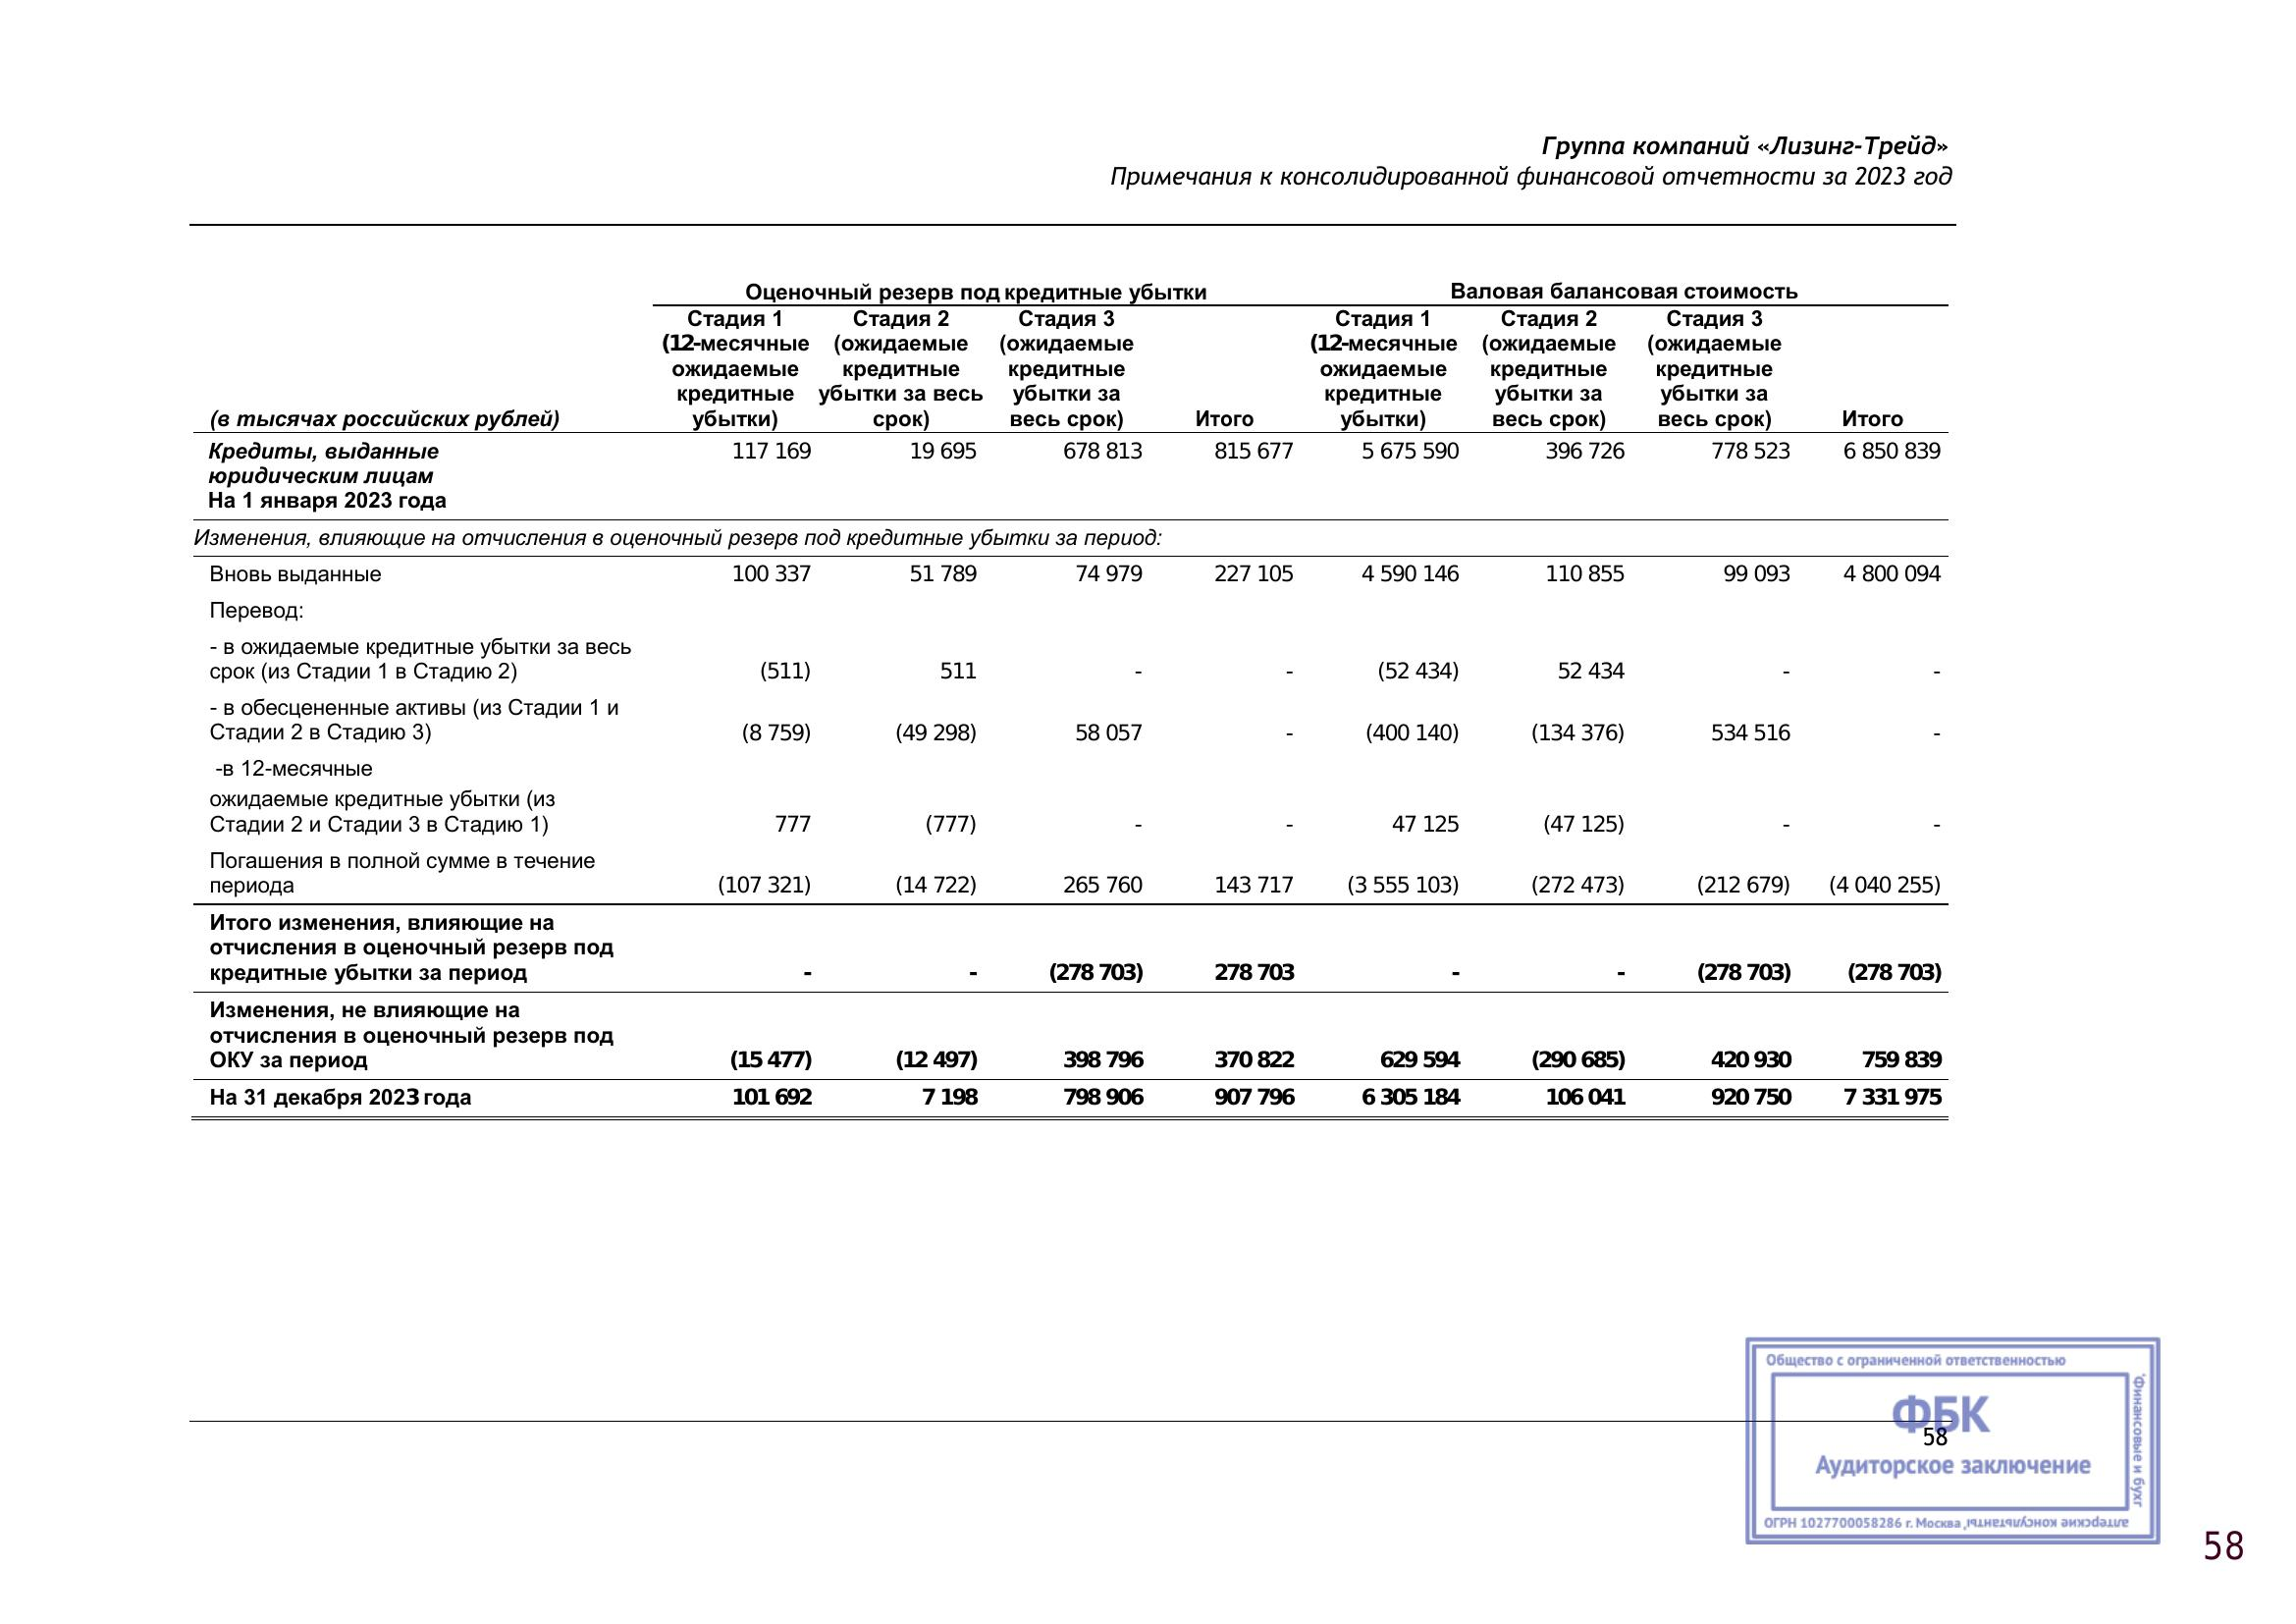 Группа компаний «Лизинг-Трейд»
Примечания к консолидированной финансовой отчетности за 2023 год
Оценочный резерв под кредитные убытки Валовая балансовая стоимость
Стадия 1 Стадия 2 Стадия 3 Стадия 1 Стадия 2 Стадия 3
(12-месячные (ожидаемые (ожидаемые (12-месячные (ожидаемые (ожидаемые
ожидаемые кредитные кредитные ожидаемые кредитные кредитные
кредитные убытки за весь убытки за кредитные убытки за убытки за
(в тысячах российских рублей) убытки) срок) весь срок) Итого убытки) весь срок) весь срок) Итого
Кредиты, выданные 117 169 19 695 678 813 815 677 5 675 590 396 726 778 523 6 850 839
юридическим лицам
На 1 января 2023 года
Изменения, влияющие на отчисления в оценочный резерв под кредитные убытки за период:
Вновь выданные 100 337 51 789 74 979 227 105 4 590 146 110 855 99 093 4 800 094
Перевод:
- в ожидаемые кредитные убытки за весь
срок (из Стадии 1 в Стадию 2) (511) 511 - - (52 434) 52 434 - -
- в обесцененные активы (из Стадии 1 и
Стадии 2 в Стадию 3) (8 759) (49 298) 58 057 - (400 140) (134 376) 534 516 -
-в 12-месячные
ожидаемые кредитные убытки (из
Стадии 2 и Стадии 3 в Стадию 1) 777 (777) - - 47 125 (47 125) - -
Погашения в полной сумме в течение
периода (107 321) (14 722) 265 760 143 717 (3 555 103) (272 473) (212 679) (4 040 255)
Итого изменения, влияющие на
отчисления в оценочный резерв под
кредитные убытки за период - - (278 703) 278 703 - - (278 703) (278 703)
Изменения, не влияющие на
отчисления в оценочный резерв под
ОКУ за период (15 477) (12 497) 398 796 370 822 629 594 (290 685) 420 930 759 839
На 31 декабря 2023 года 101 692 7 198 798 906 907 796 6 305 184 106 041 920 750 7 331 975
Общество с ограниченной ответственностью
"Финансовые и бухг
ФБК
58
Аудиторское заключение
ОГРН 1027700058286 г. Москва алтерские консультанты"
58